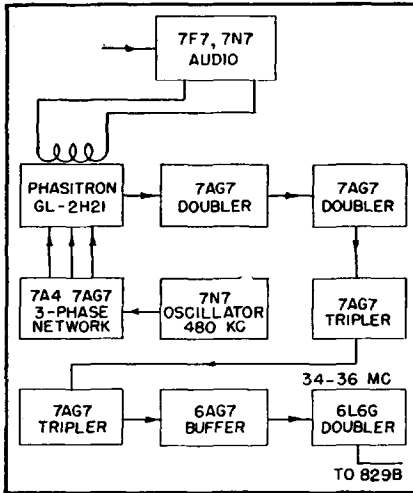 7F7, 7N7
AUDIO
PHASITRON
GL-2H21
7AG7
DOUBLER
7AG7
DOUBLER
7A4 7AG7
3-PHASE
NETWORK
7N7
OSCILLATOR
480 KC
7AG7
TRIPLER
34-36 MC
7AG7
TRIPLER
6AG7
BUFFER
6L6G
DOUBLER
TO 829B